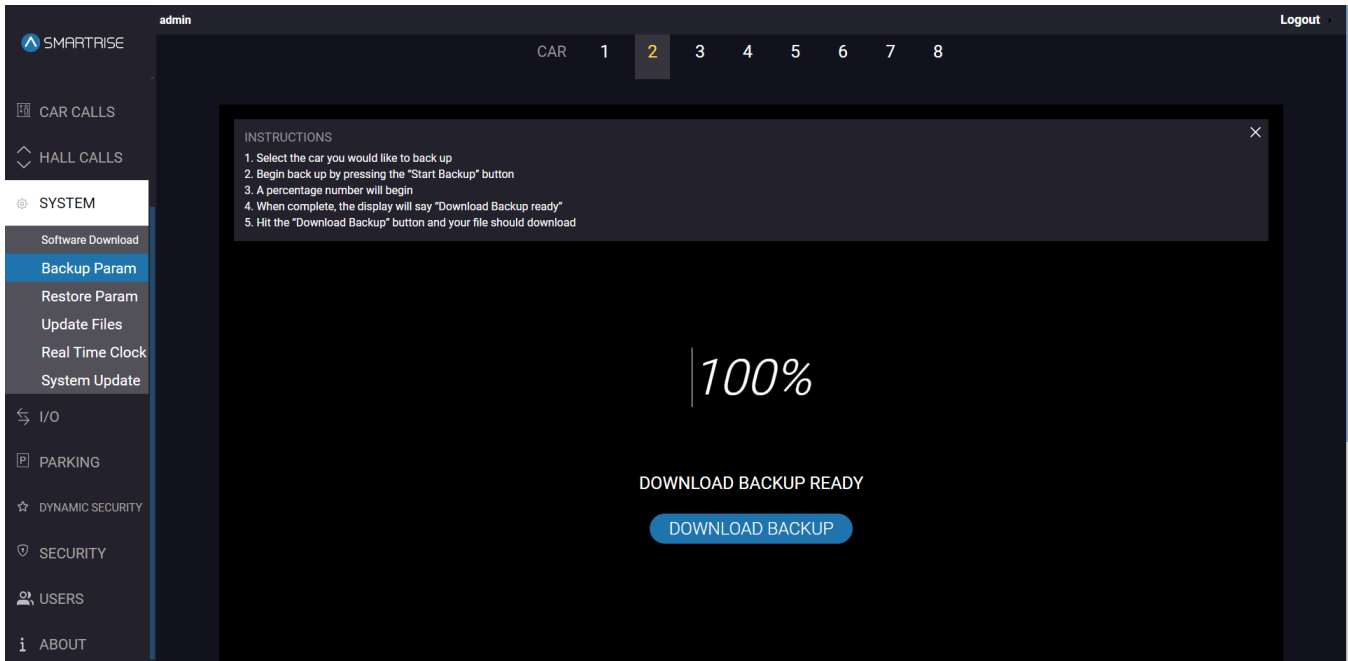 admin
Logout
SMARTRISE
CAR 1 2 3 4 5 6 7 8
CAR CALLS
HALL CALLS
SYSTEM
Software Download
Backup Param
Restore Param
Update Files
Real Time Clock
System Update
I/O
P PARKING
DYNAMIC SECURITY
SECURITY
USERS
i ABOUT
INSTRUCTIONS
1. Select the car you would like to back up
2. Begin back up by pressing the “Start Backup” button
3. A percentage number will begin
4. When complete, the display will say “Download Backup ready”
5. Hit the “Download Backup” button and your file should download
100%
DOWNLOAD BACKUP READY
DOWNLOAD BACKUP